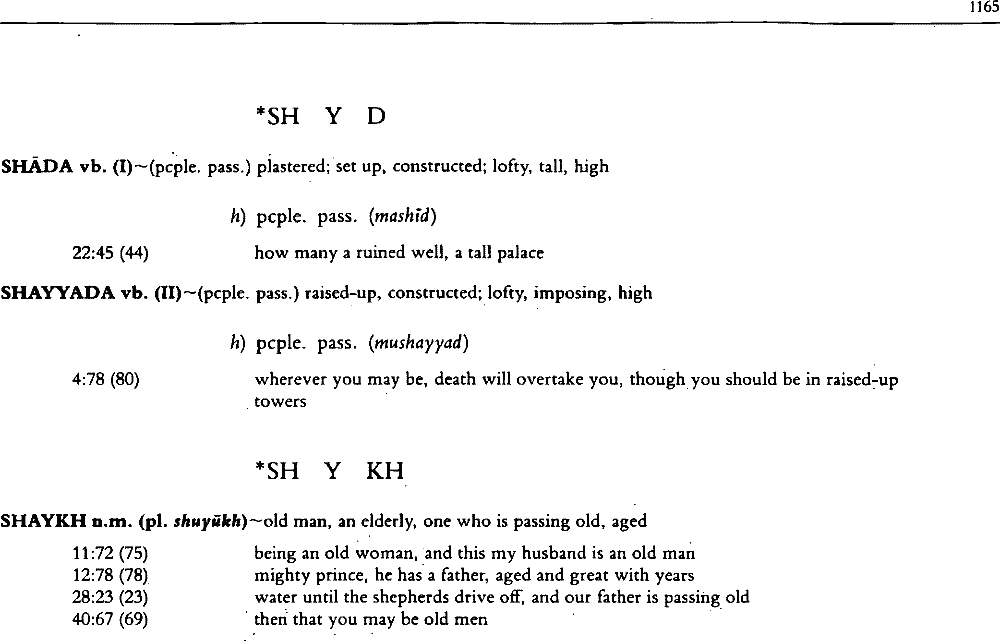 1165
*SH Y D
SHĀDA vb. (I)~(pcple. pass.) plastered; set up, constructed; lofty, tall, high
h) pcple. pass. (mashīd)
22:45 (44) how many a ruined well, a tall palace
SHAYYADA vb. (II)~(pcple. pass.) raised-up, constructed; lofty, imposing, high
h) pcple. pass. (mushayyad)
4:78 (80) wherever you may be, death will overtake you, though you should be in raised-up
towers
*SH Y KH
SHAYKH n.m. (pl. shuyūkh)~old man, an elderly, one who is passing old, aged
11:72 (75) being an old woman, and this my husband is an old man
12:78 (78) mighty prince, he has a father, aged and great with years
28:23 (23) water until the shepherds drive off, and our father is passing old
40:67 (69) then that you may be old men